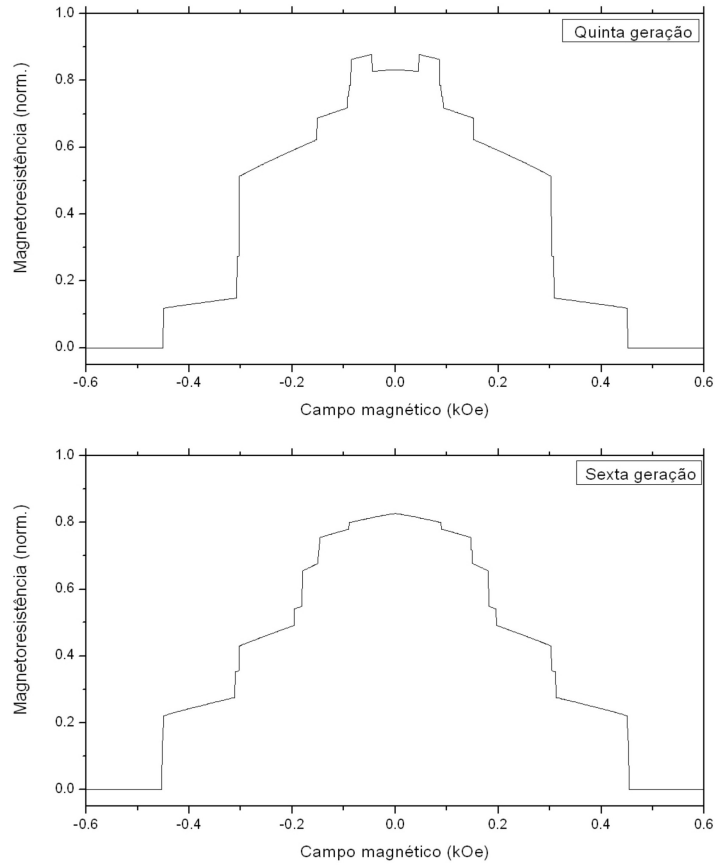 Quinta geração
Magnetoresistência (norm.)
1.0
0.8
0.6
0.4
0.2
0.0
-0.6 -0.4 -0.2 0.0 0.2 0.4 0.6
Campo magnético (kOe)
Sexta geração
Magnetoresistência (norm.)
1.0
0.8
0.6
0.4
0.2
0.0
-0.6 -0.4 -0.2 0.0 0.2 0.4 0.6
Campo magnético (kOe)